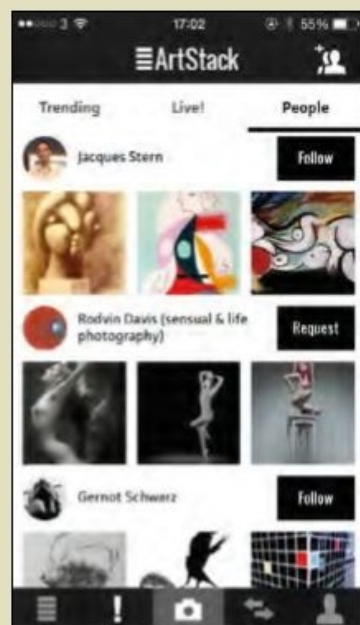 3 17:02 55%
ArtStack
Trending Live! People
Jacques Stern Follow
Rodvin Davis (sensual & life
photography) Request
Gernot Schwarz Follow